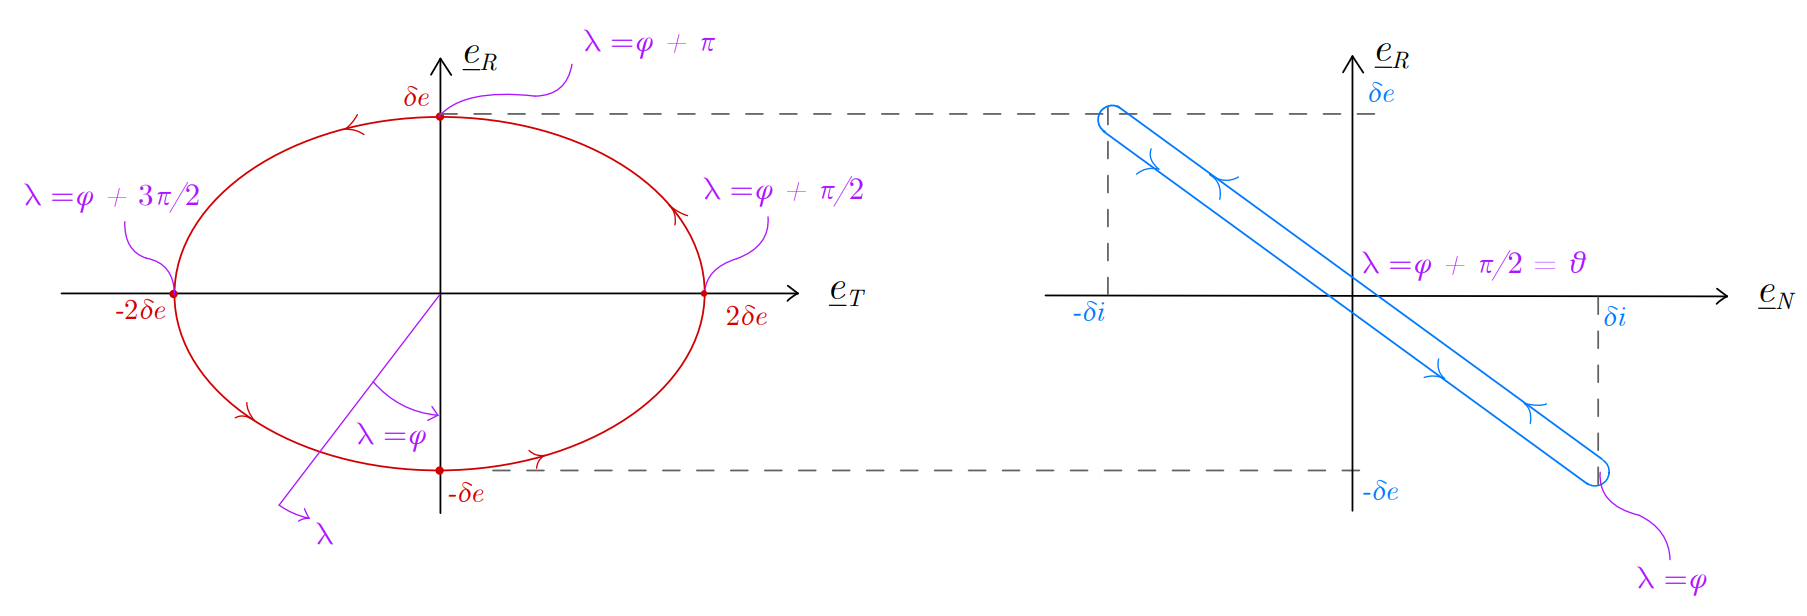 e_R
λ =φ + π
δe
λ =φ + 3π/2
λ =φ + π/2
-2δe
2δe
e_T
λ =φ
-δe
λ
e_R
δe
λ =φ + π/2 = ϑ
-δi
δi
e_N
-δe
λ =φ